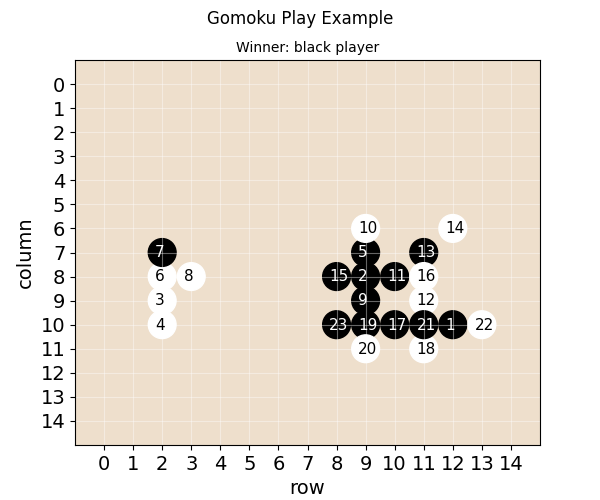 Gomoku Play Example
Winner: black player
0
1
2
3
4
5
6 10 14
7 7 5 13
8 6 8 15 2 11 16
9 3 9 12
10 4 23 19 17 21 1 22
11 20 18
12
13
14
0 1 2 3 4 5 6 7 8 9 10 11 12 13 14
row
column